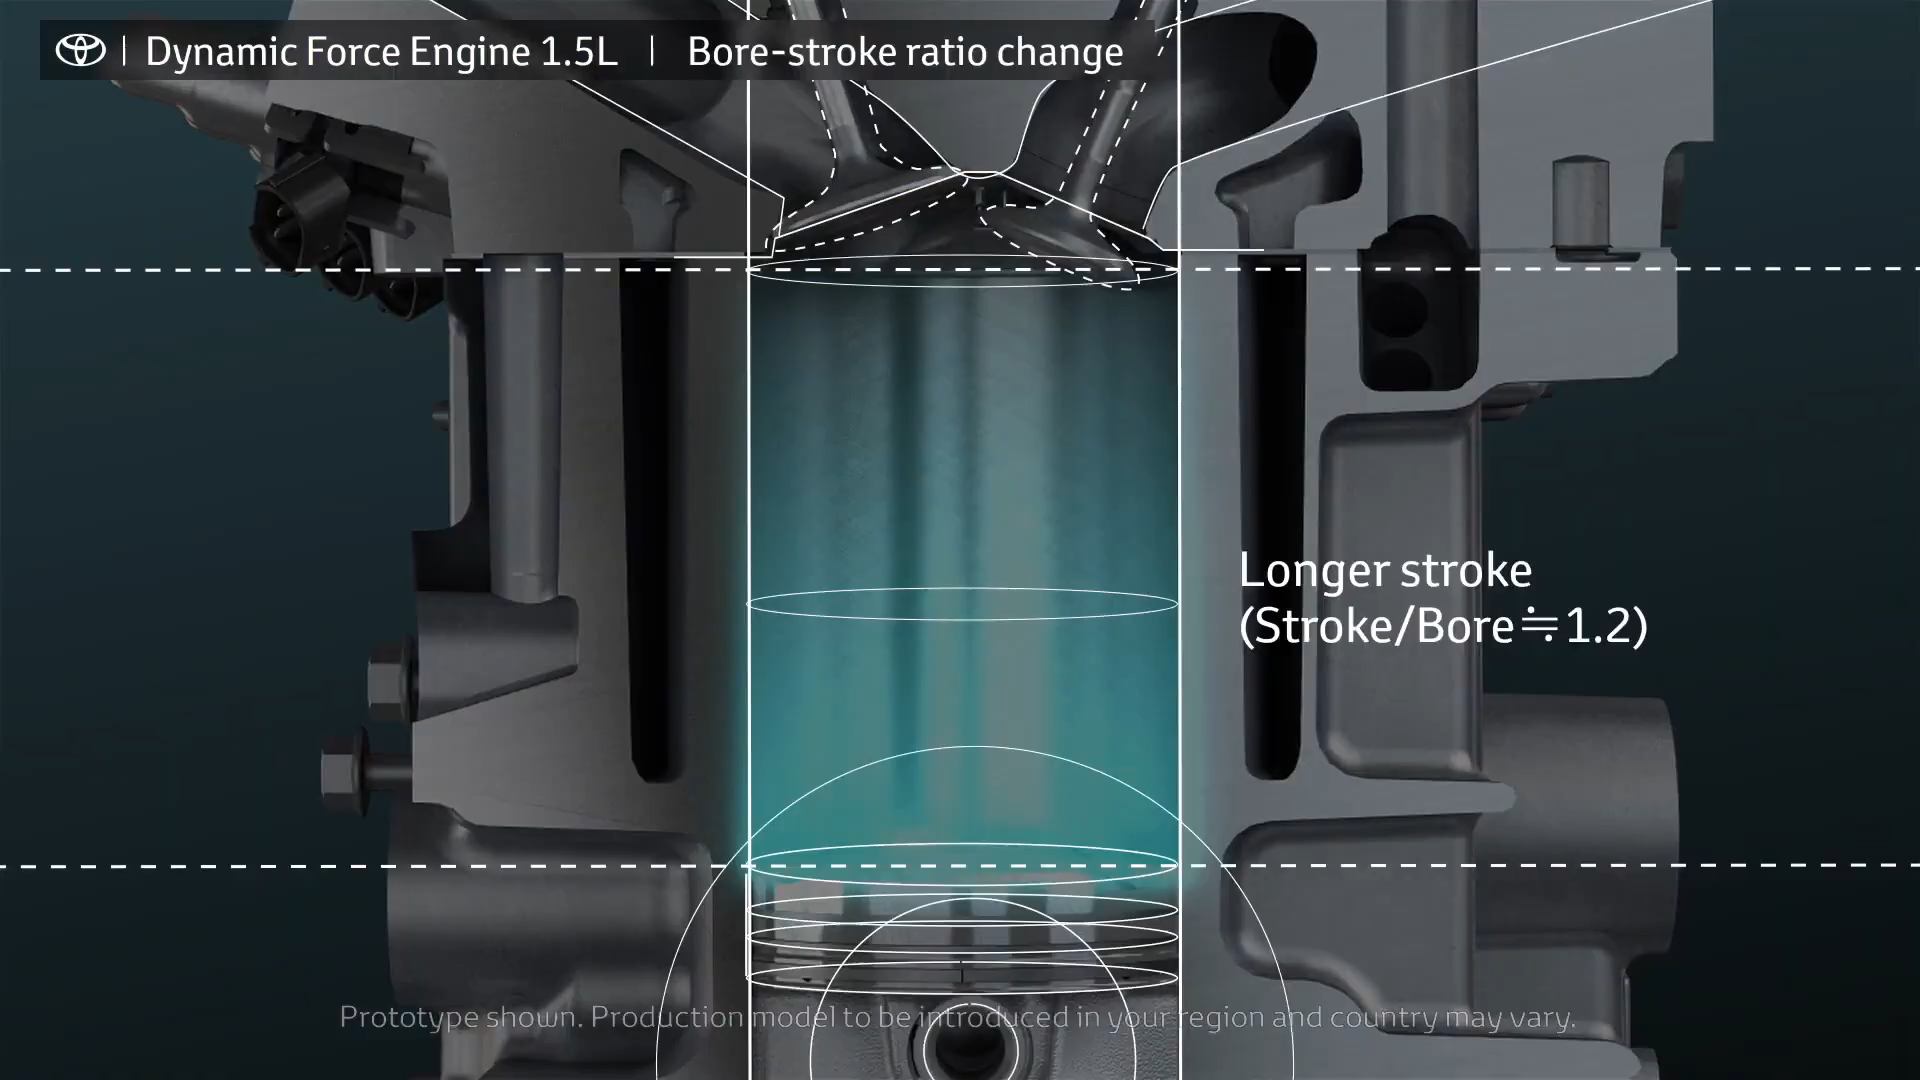 Dynamic Force Engine 1.5L | Bore-stroke ratio change
Longer stroke
(Stroke/Bore≒1.2)
Prototype shown. Production model to be introduced in your region and country may vary.